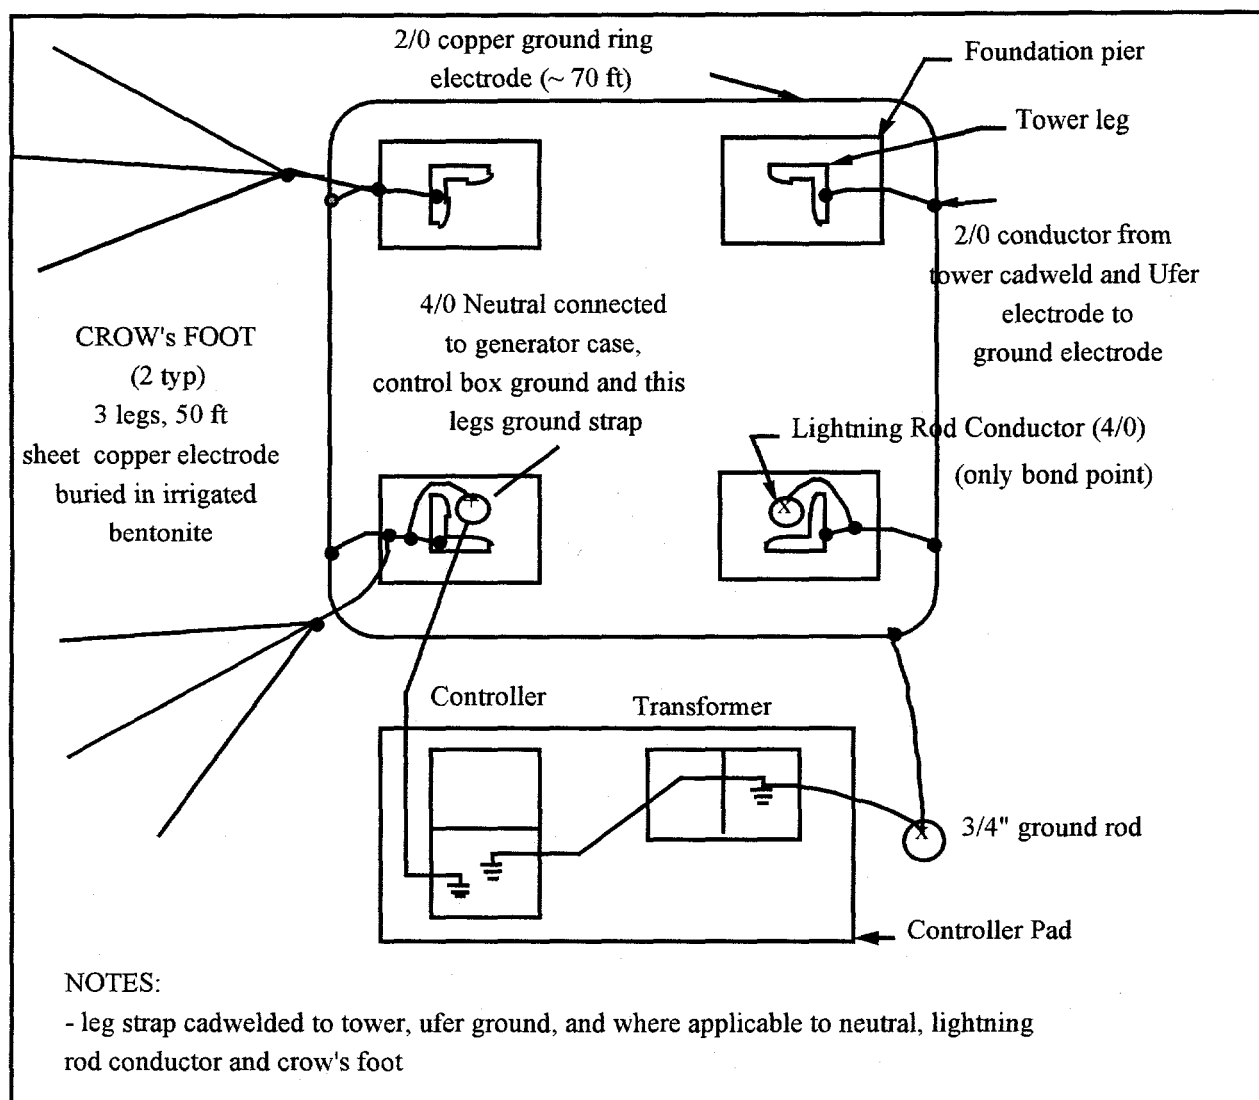 2/0 copper ground ring
electrode (~ 70 ft)
Foundation pier
Tower leg
2/0 conductor from
tower cadweld and Ufer
electrode to
ground electrode
4/0 Neutral connected
to generator case,
control box ground and this
legs ground strap
CROW's FOOT
(2 typ)
3 legs, 50 ft
sheet copper electrode
buried in irrigated
bentonite
Lightning Rod Conductor (4/0)
(only bond point)
x
Controller
Transformer
x
3/4" ground rod
Controller Pad
NOTES:
- leg strap cadwelded to tower, ufer ground, and where applicable to neutral, lightning
rod conductor and crow's foot